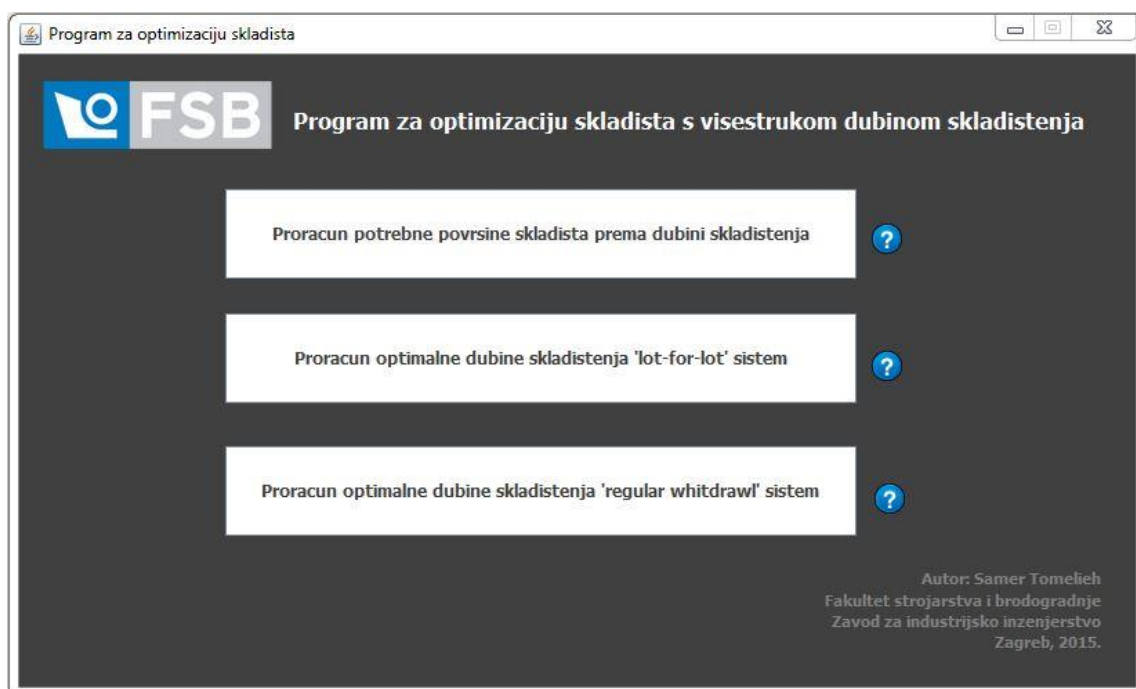 Program za optimizaciju skladista
FSB
Program za optimizaciju skladista s visestrukom dubinom skladistenja
Proracun potrebne povrsine skladista prema dubini skladistenja
?
Proracun optimalne dubine skladistenja 'lot-for-lot' sistem
?
Proracun optimalne dubine skladistenja 'regular whitdrawl' sistem
?
Autor: Samer Tomelieh
Fakultet strojarstva i brodogradnje
Zavod za industrijsko inzenjerstvo
Zagreb, 2015.